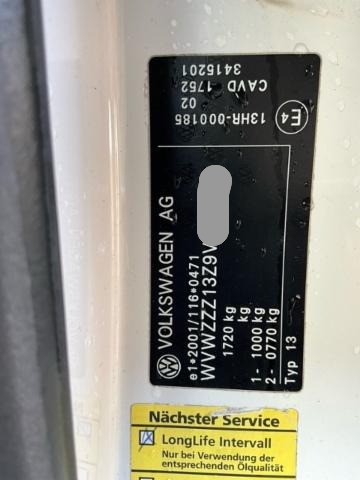 VOLKSWAGEN AG
e1*2001/116*0471
WVWZZZ13Z9V
1720 kg
1- 1000 kg
2- 0770 kg
Typ 13
E4
13HR-000185
02
CAVD 1752
3415201
Nächster Service
LongLife Intervall
Nur bei Verwendung der
entsprechenden Ölqualität